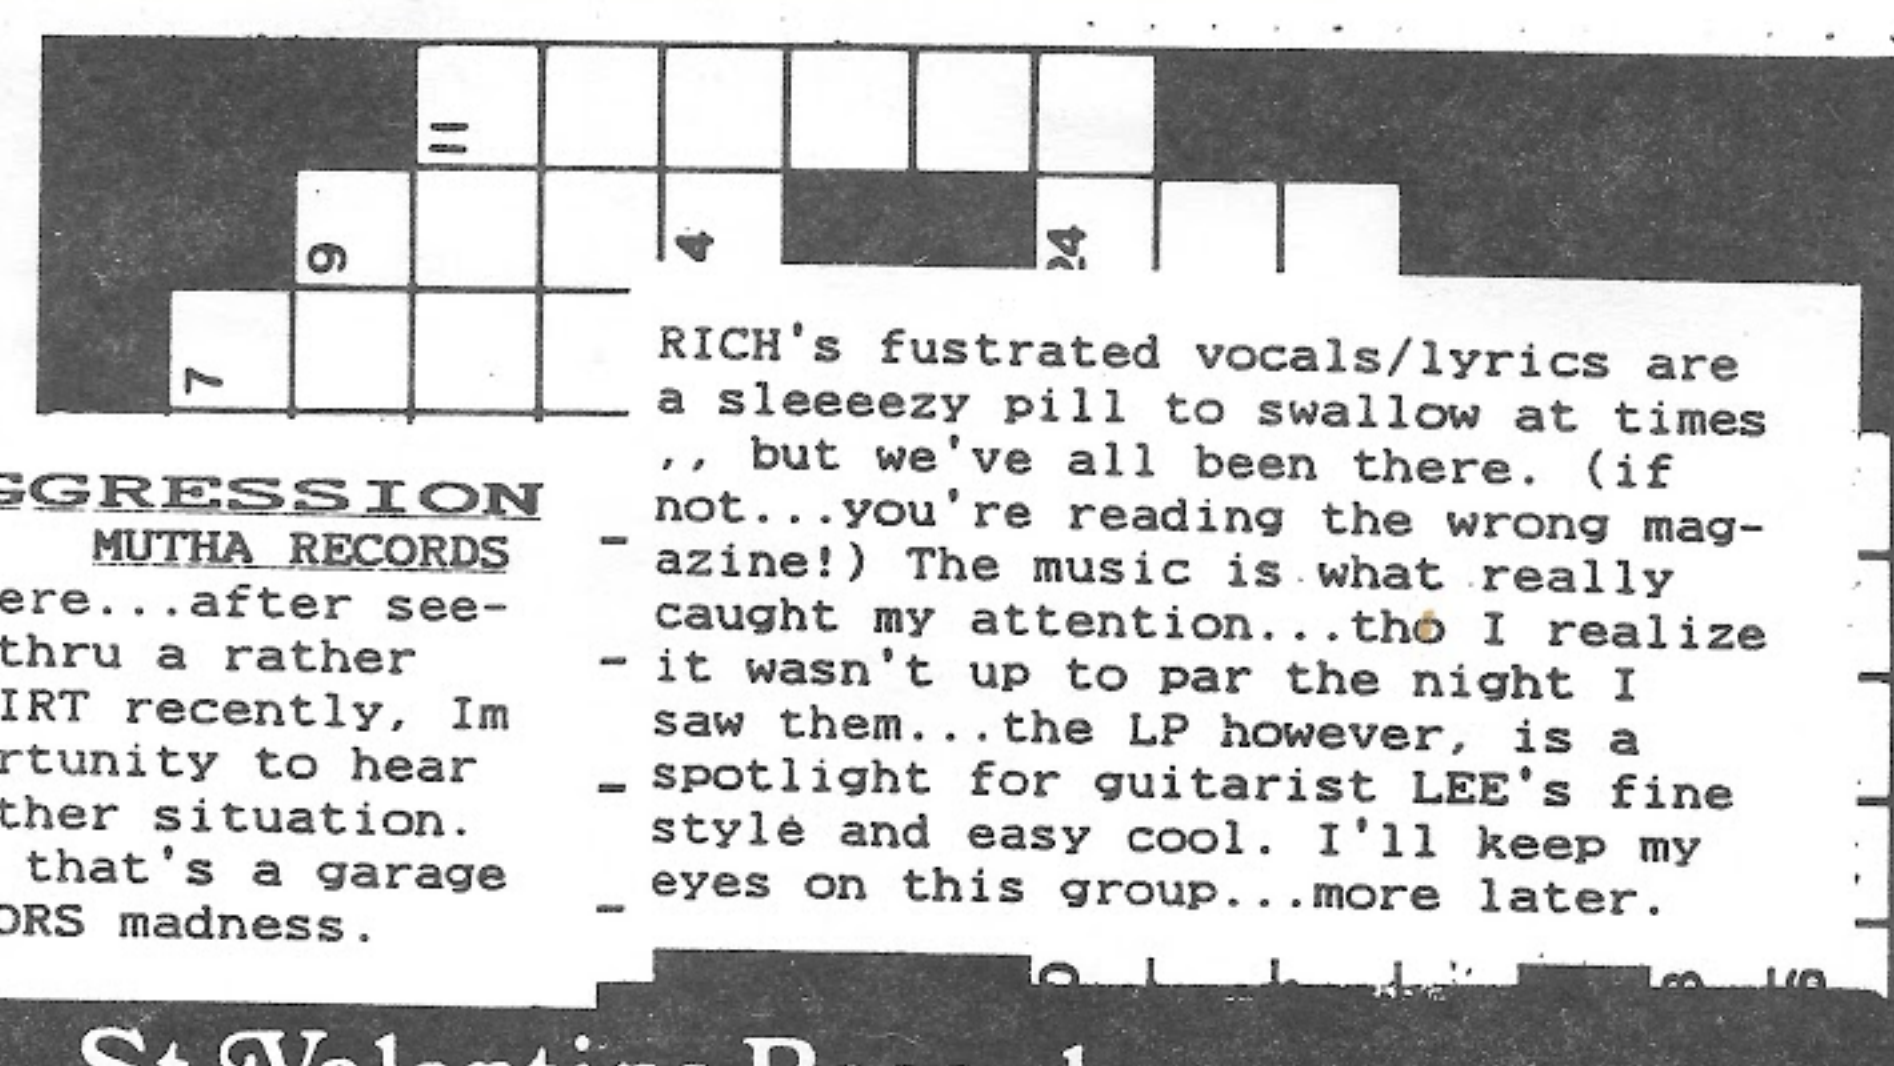 11
9
4
24
7
GGRESSION
MUTHA RECORDS
ere...after see-
thru a rather
IRT recently, Im
rtunity to hear
ther situation.
that's a garage
ORS madness.
RICH's fustrated vocals/lyrics are
a sleeeezy pill to swallow at times
,, but we've all been there. (if
not...you're reading the wrong mag-
azine!) The music is what really
caught my attention...tho I realize
it wasn't up to par the night I
saw them...the LP however, is a
spotlight for guitarist LEE's fine
style and easy cool. I'll keep my
eyes on this group...more later.
St. Valentine